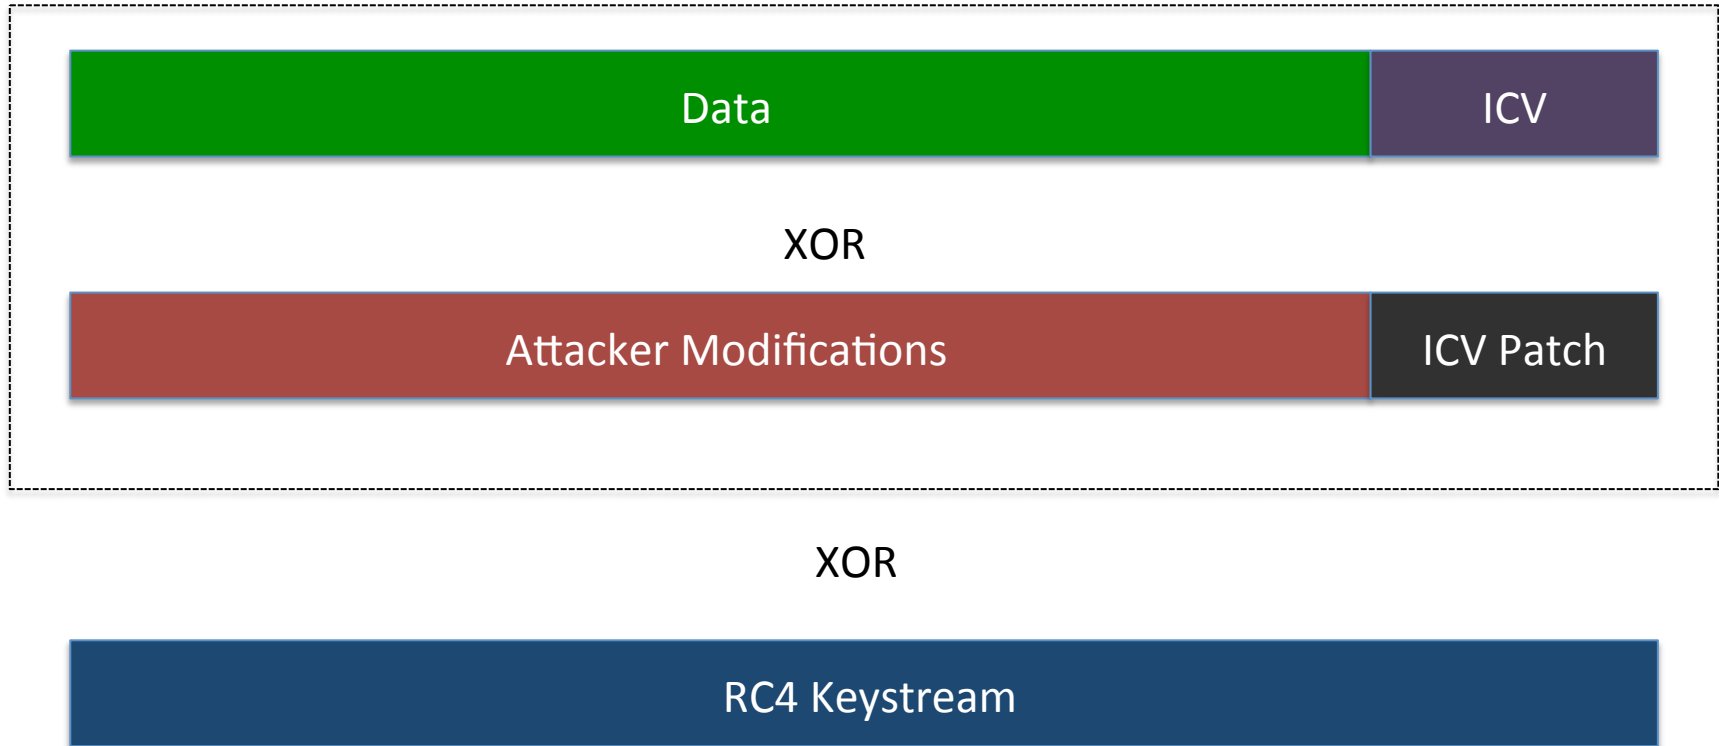 Data
ICV
XOR
Attacker Modifications
ICV Patch
XOR
RC4 Keystream